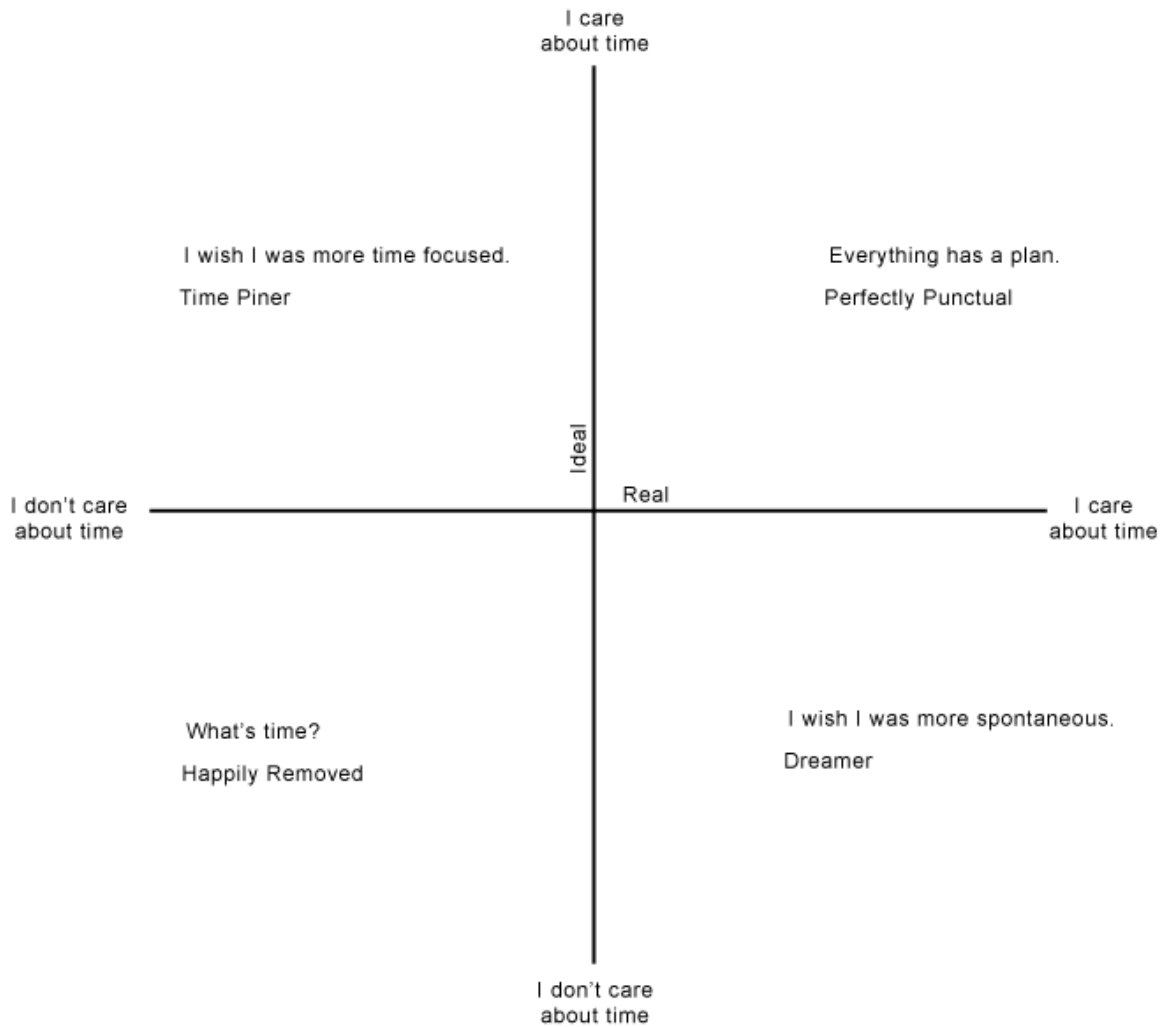 I care
about time
I wish I was more time focused.
Time Piner
Everything has a plan.
Perfectly Punctual
Ideal
Real
I don't care
about time
I care
about time
What's time?
Happily Removed
I wish I was more spontaneous.
Dreamer
I don't care
about time